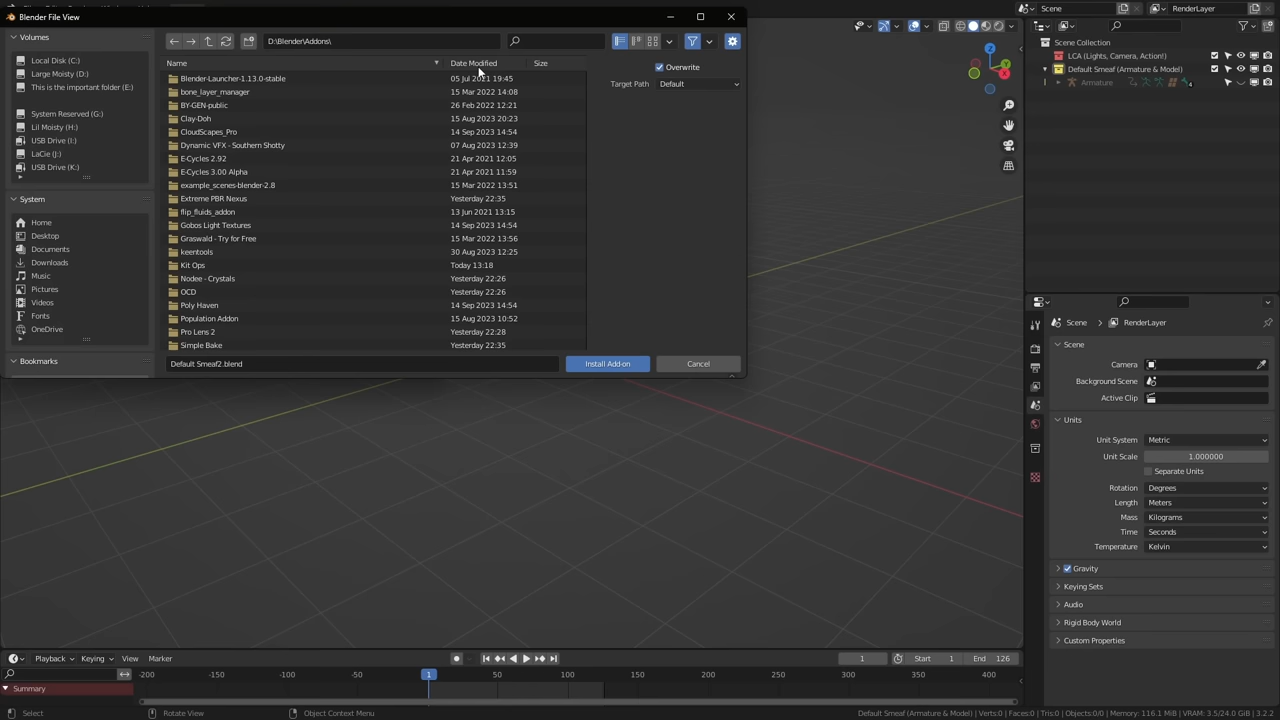 Blender File View
Scene
RenderLayer
Volumes
D:\Blender\Addons\
Name
Date Modified
Size
Local Disk (C:)
Large Moisty (D:)
This is the important folder (E:)
System Reserved (G:)
Lil Moisty (H:)
USB Drive (I:)
LaCie (J:)
USB Drive (K:)
System
Home
Desktop
Documents
Downloads
Music
Pictures
Videos
Fonts
OneDrive
Bookmarks
Blender-Launcher-1.13.0-stable 05 Jul 2021 19:45
bone_layer_manager 15 Mar 2022 14:08
BY-GEN-public 26 Feb 2022 12:21
Clay-Doh 15 Aug 2023 20:23
CloudScapes_Pro 14 Sep 2023 14:54
Dynamic VFX - Southern Shotty 07 Aug 2023 12:39
E-Cycles 2.92 21 Apr 2021 12:05
E-Cycles 3.00 Alpha 21 Apr 2021 11:59
example_scenes-blender-2.8 15 Mar 2022 13:51
Extreme PBR Nexus Yesterday 22:35
flip_fluids_addon 13 Jun 2021 13:15
Gobos Light Textures 14 Sep 2023 14:54
Graswald - Try for Free 15 Mar 2022 13:56
keentools 30 Aug 2023 12:25
Kit Ops Today 13:18
Nodee - Crystals Yesterday 22:26
OCD Yesterday 22:26
Poly Haven 14 Sep 2023 14:54
Population Addon 15 Aug 2023 10:52
Pro Lens 2 Yesterday 22:28
Simple Bake Yesterday 22:35
Overwrite
Target Path Default
Default Smeaf2.blend
Install Add-on
Cancel
Scene Collection
LCA (Lights, Camera, Action!)
Default Smeaf (Armature & Model)
Armature
4
Scene
RenderLayer
Scene
Camera
Background Scene
Active Clip
Units
Unit System Metric
Unit Scale 1.000000
Separate Units
Rotation Degrees
Length Meters
Mass Kilograms
Time Seconds
Temperature Kelvin
Gravity
Keying Sets
Audio
Rigid Body World
Custom Properties
Playback
Keying
View
Marker
1
Start 1
End 126
-200 -150 -100 -50 1 50 100 150 200 250 300 350 400
Summary
Select
Rotate View
Object Context Menu
Default Smeaf (Armature & Model) | Verts:0 | Faces:0 | Tris:0 | Objects:0/0 | Memory: 116.1 MiB | VRAM: 3.5/24.0 GiB | 3.2.2